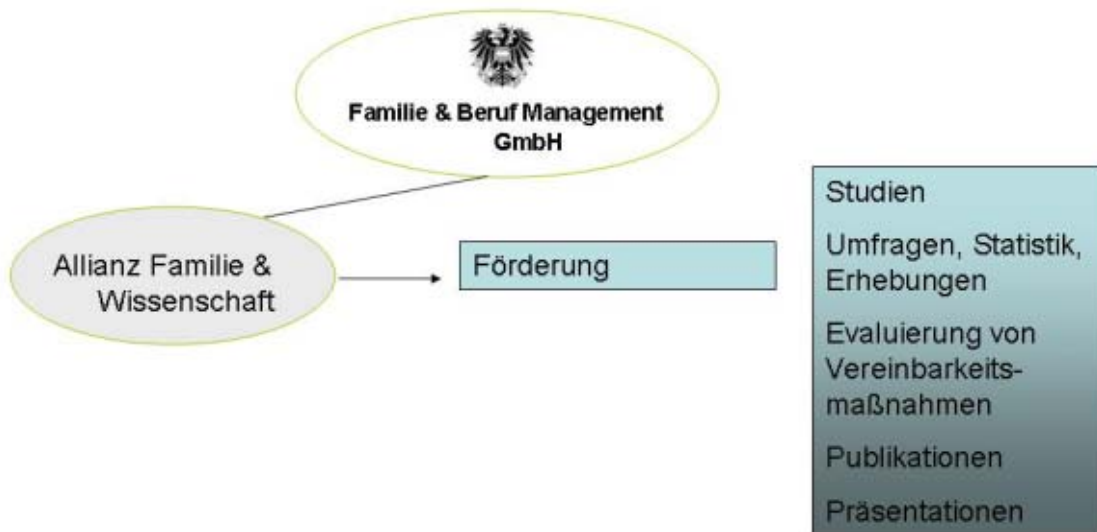 Familie & Beruf Management
GmbH
Allianz Familie &
Wissenschaft
Förderung
Studien
Umfragen, Statistik,
Erhebungen
Evaluierung von
Vereinbarkeits-
maßnahmen
Publikationen
Präsentationen